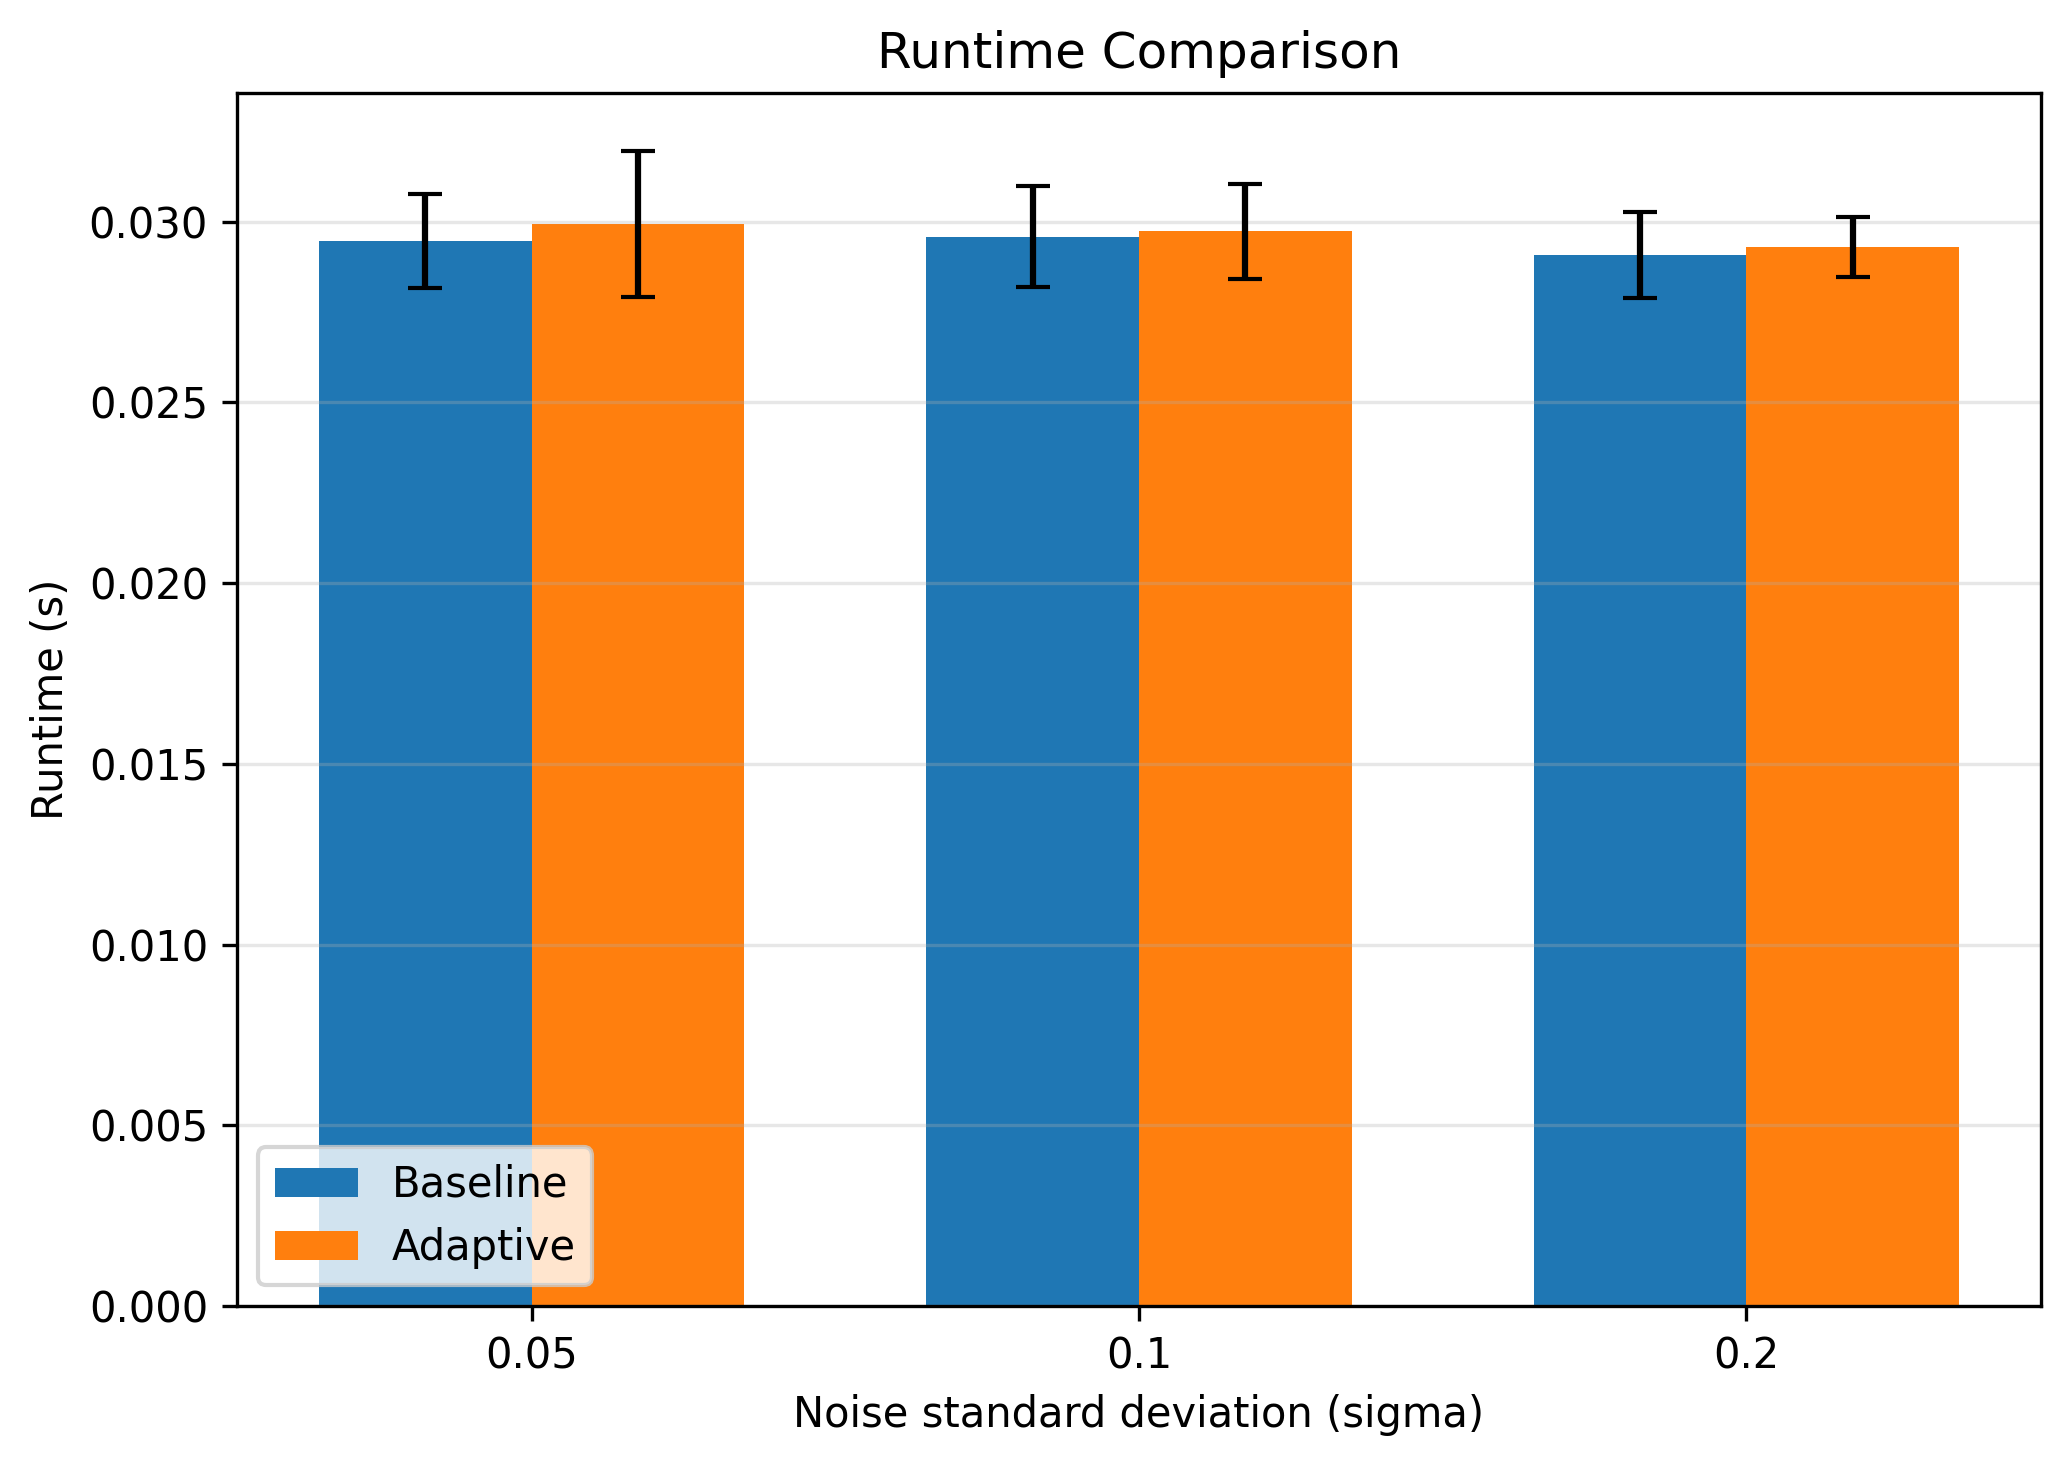 Runtime Comparison
0.030
0.025
0.020
0.015
0.010
0.005
0.000
Runtime (s)
Baseline
Adaptive
0.05
0.1
0.2
Noise standard deviation (sigma)